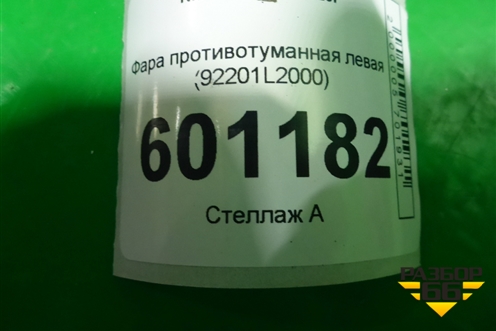 Фара противотуманная левая
(92201L2000)
601182
Стеллаж А
РАЗБОР
66